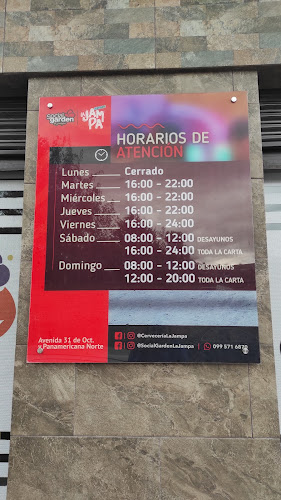 Social
garden
JAM
PA
HORARIOS DE
ATENCIÓN
Lunes Cerrado
Martes 16:00 - 22:00
Miércoles 16:00 - 22:00
Jueves 16:00 - 22:00
Viernes 16:00 - 24:00
Sábado 08:00 - 12:00 DESAYUNOS
16:00 - 24:00 TODA LA CARTA
Domingo 08:00 - 12:00 DESAYUNOS
12:00 - 20:00 TODA LA CARTA
Avenida 31 de Oct.
y Panamericana Norte
@CerveceriaLaJampa
@SocialGardenLaJampa | 099 571 6878